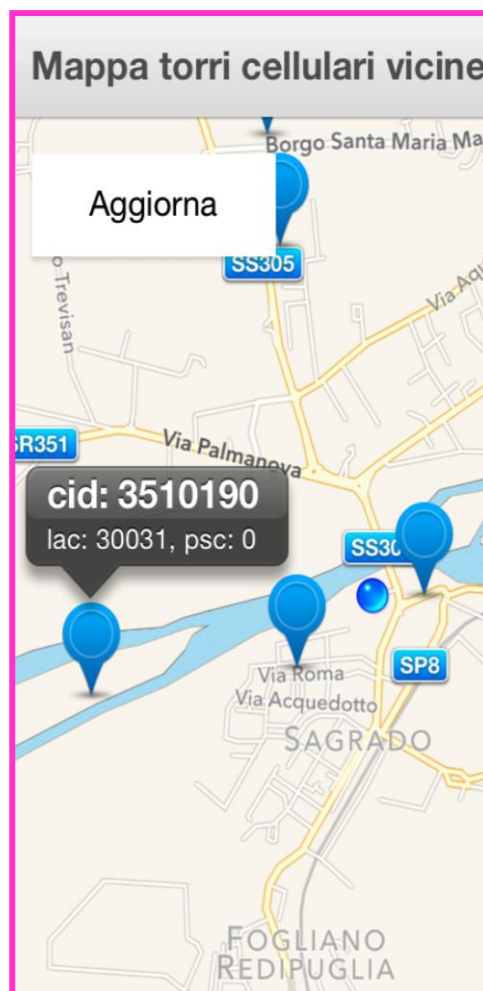 Mappa torri cellulari vicine
Borgo Santa Maria Ma
Aggiorna
SS305
o Trevisan
Via Aqu
SR351
Via Palmanova
cid: 3510190
lac: 30031, psc: 0
SS30
Via Roma
SP8
Via Acquedotto
SAGRADO
FOGLIANO
REDIPUGLIA